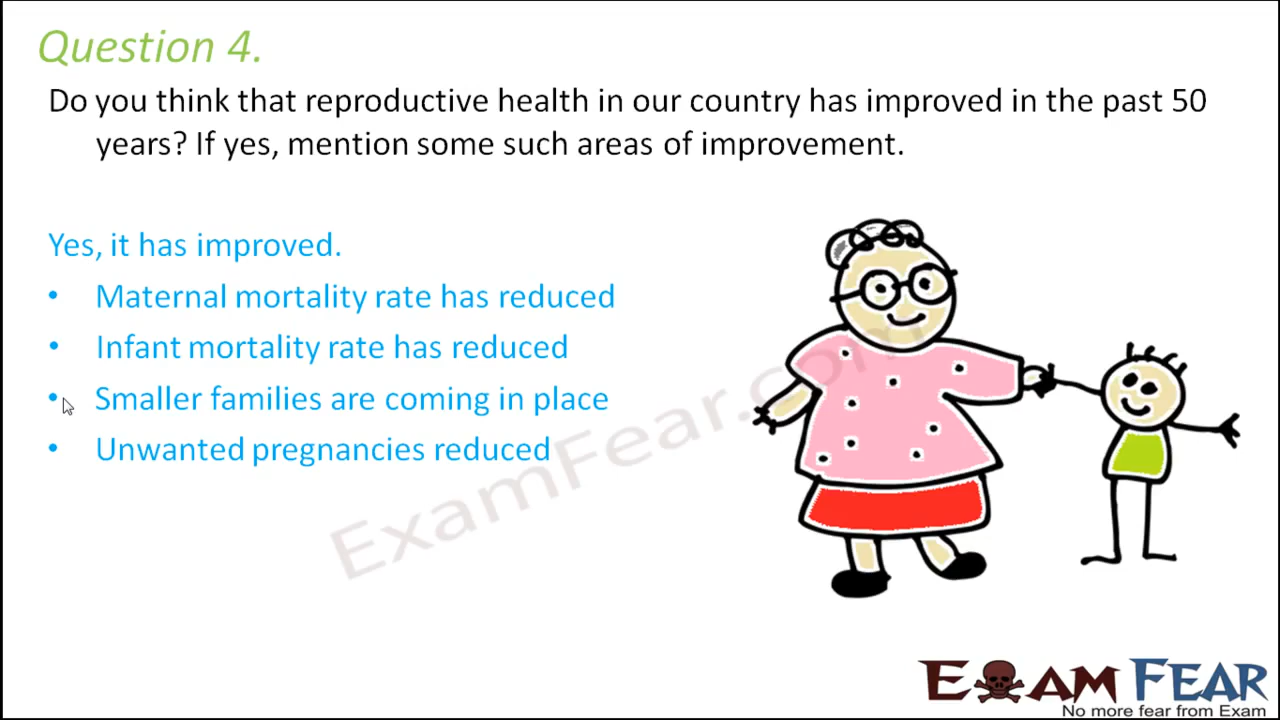 Question 4.
Do you think that reproductive health in our country has improved in the past 50
years? If yes, mention some such areas of improvement.
Yes, it has improved.
• Maternal mortality rate has reduced
• Infant mortality rate has reduced
• Smaller families are coming in place
• Unwanted pregnancies reduced
ExamFear.com
EXAM FEAR
No more fear from Exam